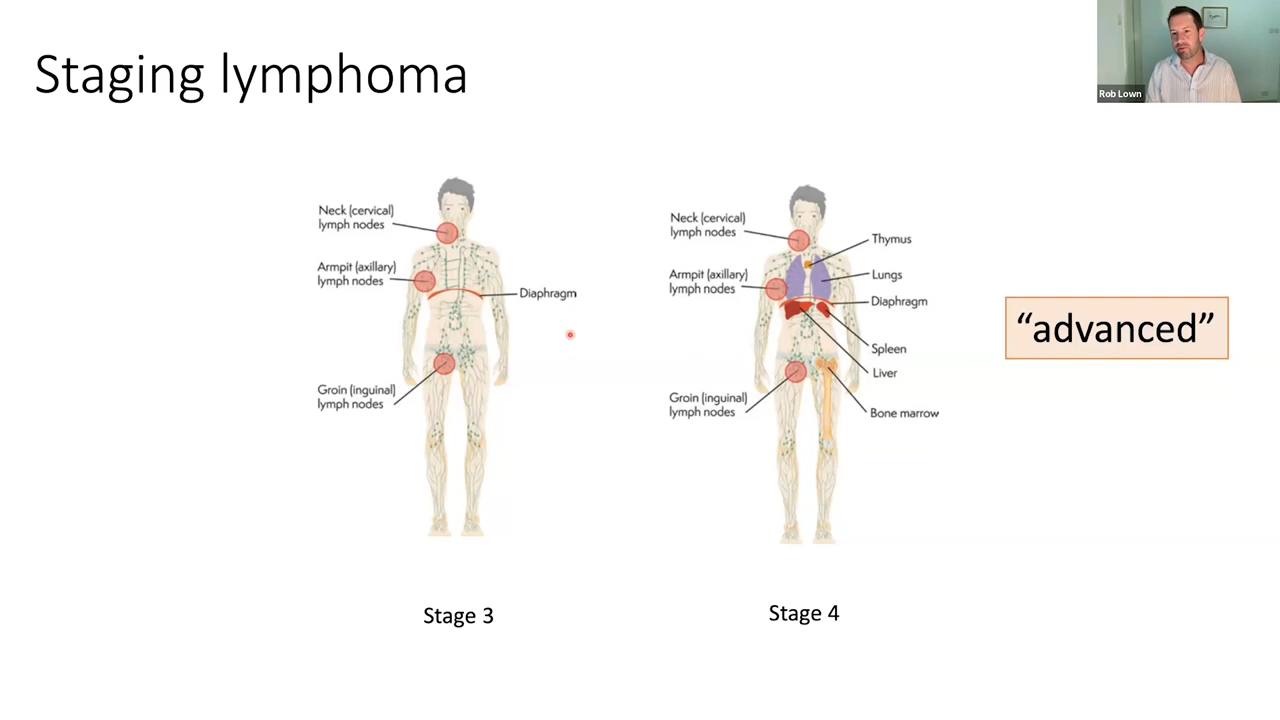 Staging lymphoma
Rob Lown
Neck (cervical)
lymph nodes
Armpit (axillary)
lymph nodes
Diaphragm
Groin (inguinal)
lymph nodes
Stage 3
Neck (cervical)
lymph nodes
Thymus
Armpit (axillary)
lymph nodes
Lungs
Diaphragm
Spleen
Liver
Groin (inguinal)
lymph nodes
Bone marrow
Stage 4
“advanced”